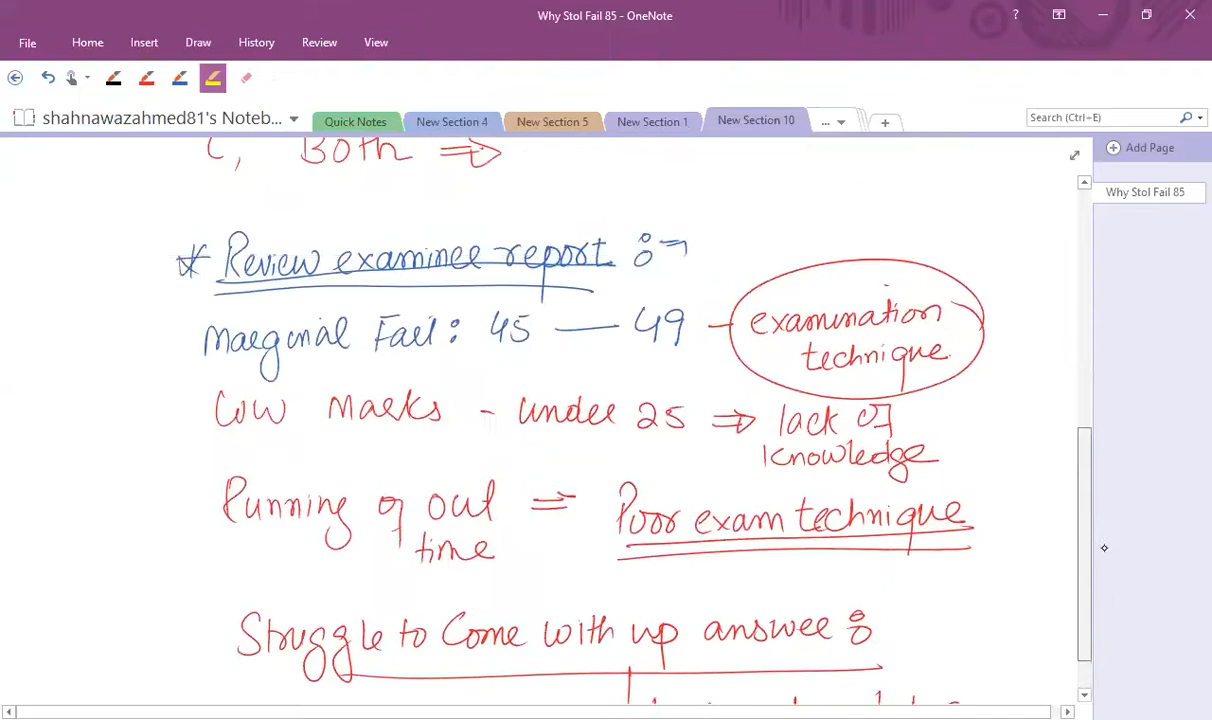 Why Stol Fail 85 - OneNote
?
File Home Insert Draw History Review View
shahnawazahmed81's Noteb... Quick Notes New Section 4 New Section 5 New Section 1 New Section 10 ... + Search (Ctrl+E)
Add Page
Why Stol Fail 85
C, Both ⇒
* Review examinee report :-
Marginal Fail: 45 — 49 - examination
technique
Low Marks - under 25 ⇒ lack of
Knowledge
Running of out = Poor exam technique
time
Struggle to Come with up answer :